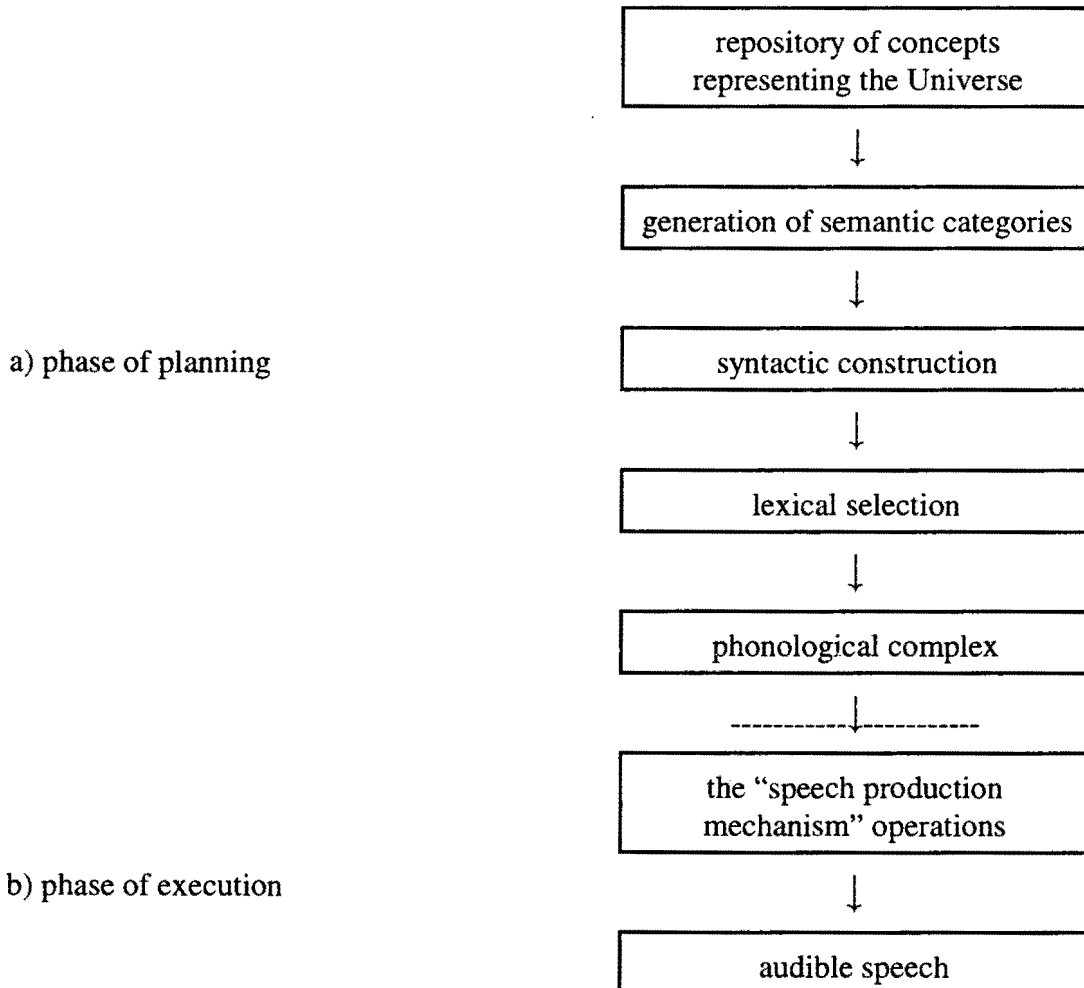 repository of concepts
representing the Universe
↓
generation of semantic categories
↓
a) phase of planning
syntactic construction
↓
lexical selection
↓
phonological complex
↓
the “speech production
mechanism” operations
b) phase of execution
↓
audible speech